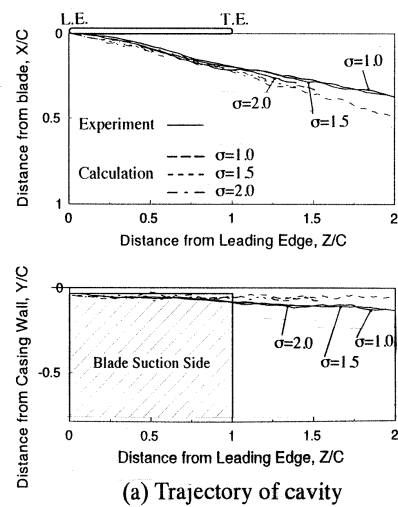 L.E. T.E.
Distance from blade, X/C
0
0.5
1
σ=1.0
σ=2.0
σ=1.5
Experiment
Calculation
σ=1.0
σ=1.5
σ=2.0
0 0.5 1 1.5 2
Distance from Leading Edge, Z/C
Distance from Casing Wall, Y/C
-0
-0.5
Blade Suction Side
σ=2.0
σ=1.5
σ=1.0
0 0.5 1 1.5 2
Distance from Leading Edge, Z/C
(a) Trajectory of cavity